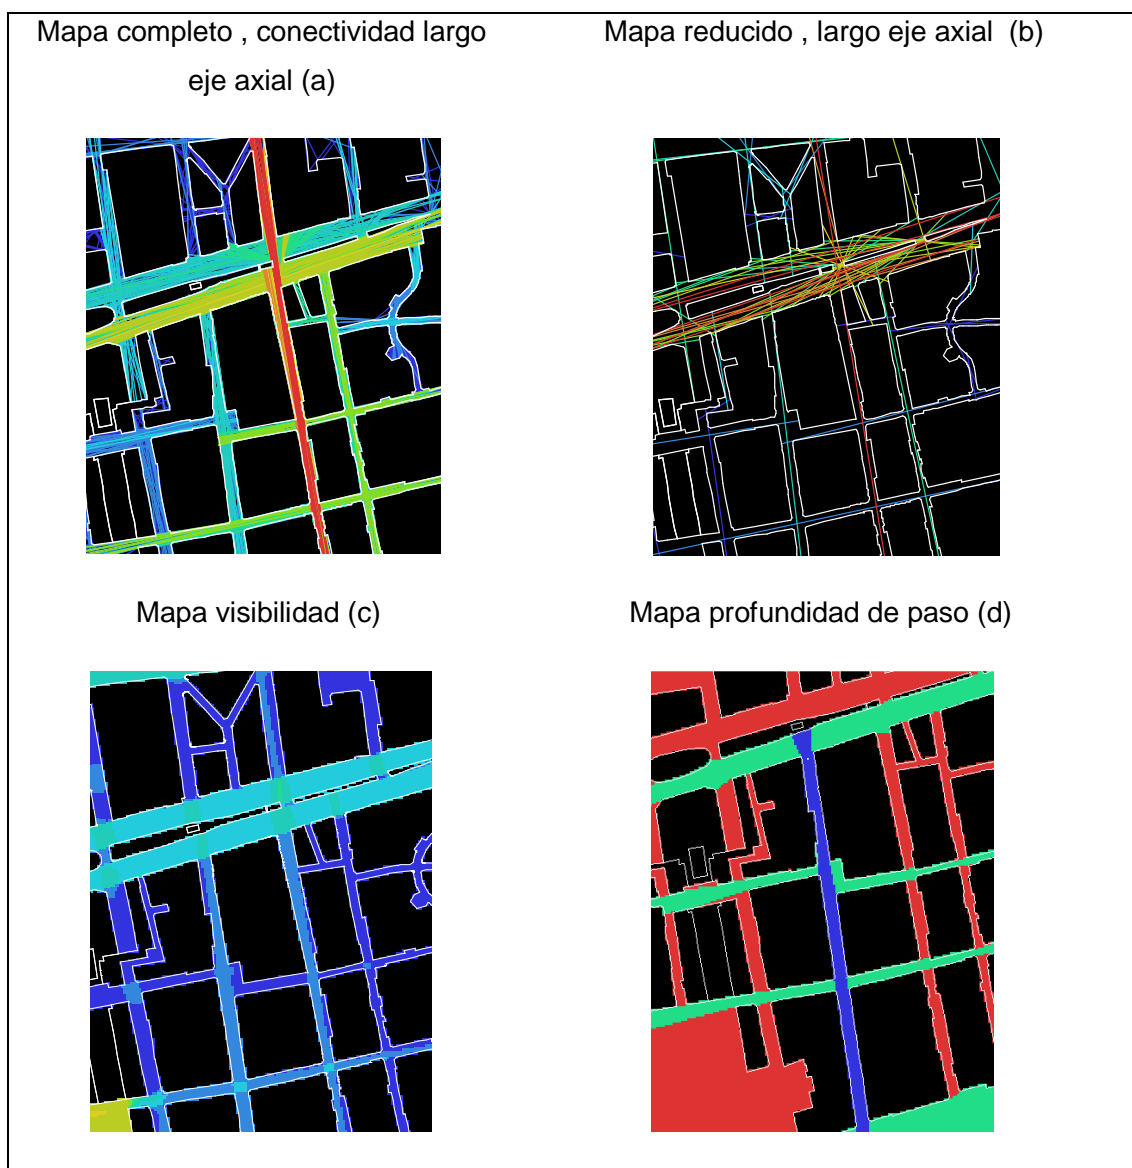 Mapa completo , conectividad largo
eje axial (a)
Mapa reducido , largo eje axial (b)
Mapa visibilidad (c)
Mapa profundidad de paso (d)